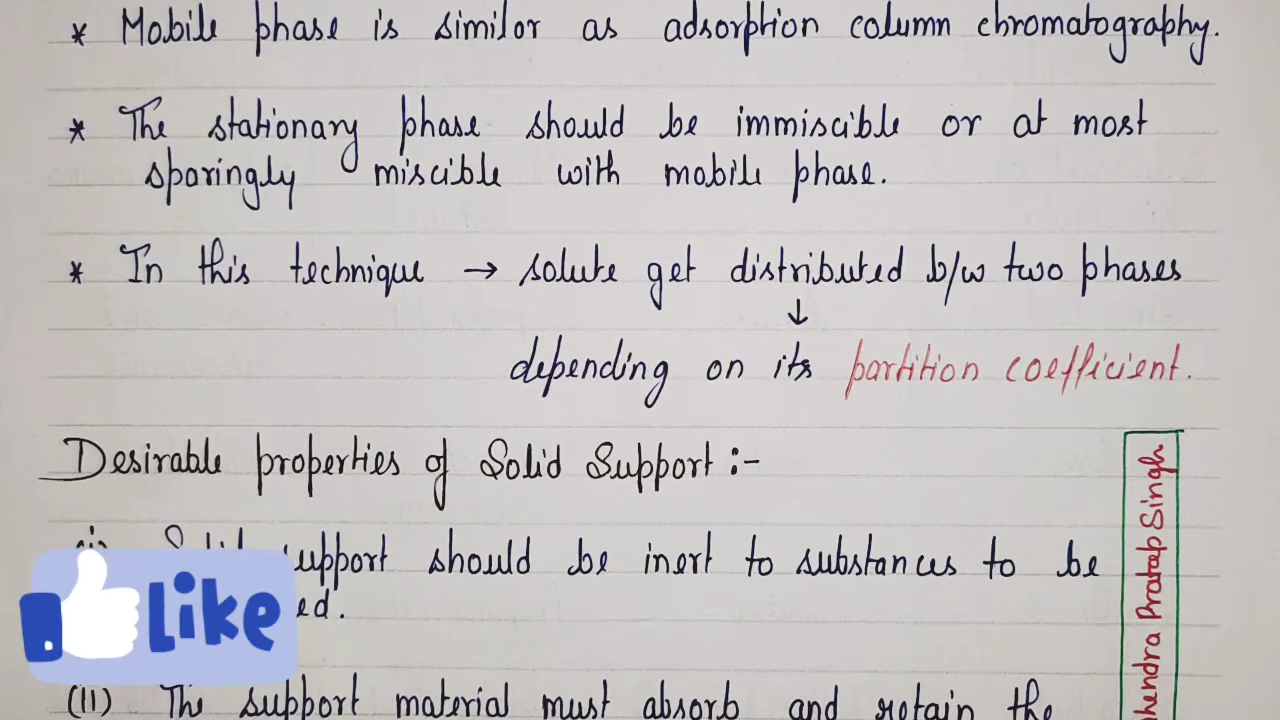 * Mobile phase is similar as adsorption column chromatography.
* The stationary phase should be immiscible or at most
sparingly miscible with mobile phase.
* In this technique → solute get distributed b/w two phases
↓
depending on its partition coefficient.
Desirable properties of Solid Support :-
support should be inert to substances to be
(II) The support material must absorb and retain the
Like
Pratap Singh